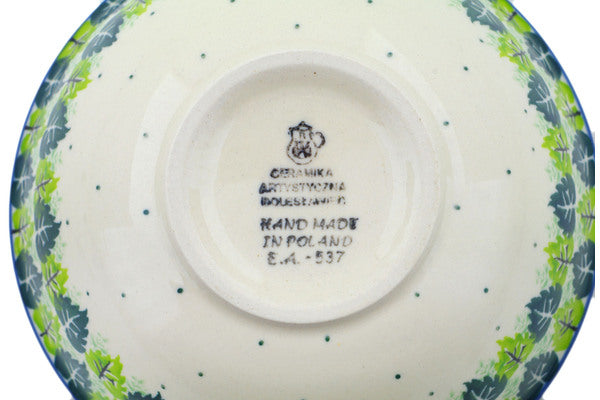 CERAMIKA
ARTYSTYCZNA
BOLESŁAWIEC
HAND MADE
IN POLAND
E.A. - 537